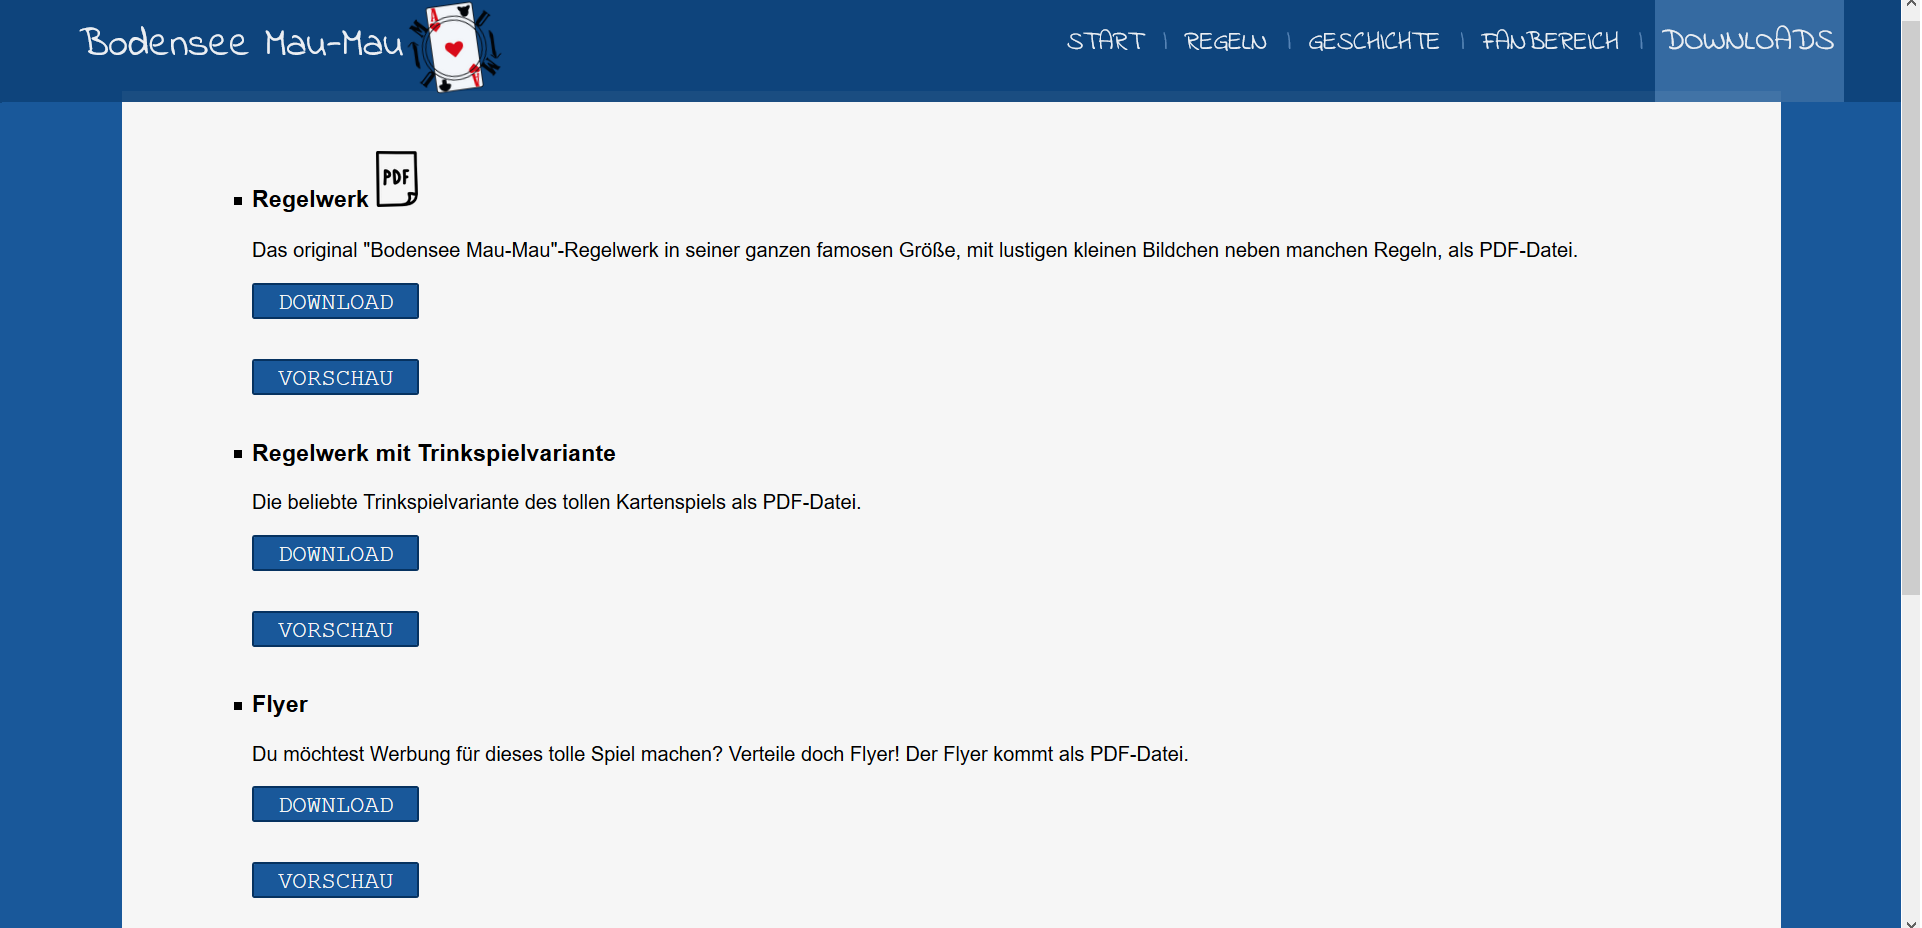 Bodensee Mau-Mau
START | REGELN | GESCHICHTE | FANBEREICH | DOWNLOADS
Regelwerk PDF
Das original "Bodensee Mau-Mau"-Regelwerk in seiner ganzen famosen Größe, mit lustigen kleinen Bildchen neben manchen Regeln, als PDF-Datei.
DOWNLOAD
VORSCHAU
Regelwerk mit Trinkspielvariante
Die beliebte Trinkspielvariante des tollen Kartenspiels als PDF-Datei.
DOWNLOAD
VORSCHAU
Flyer
Du möchtest Werbung für dieses tolle Spiel machen? Verteile doch Flyer! Der Flyer kommt als PDF-Datei.
DOWNLOAD
VORSCHAU